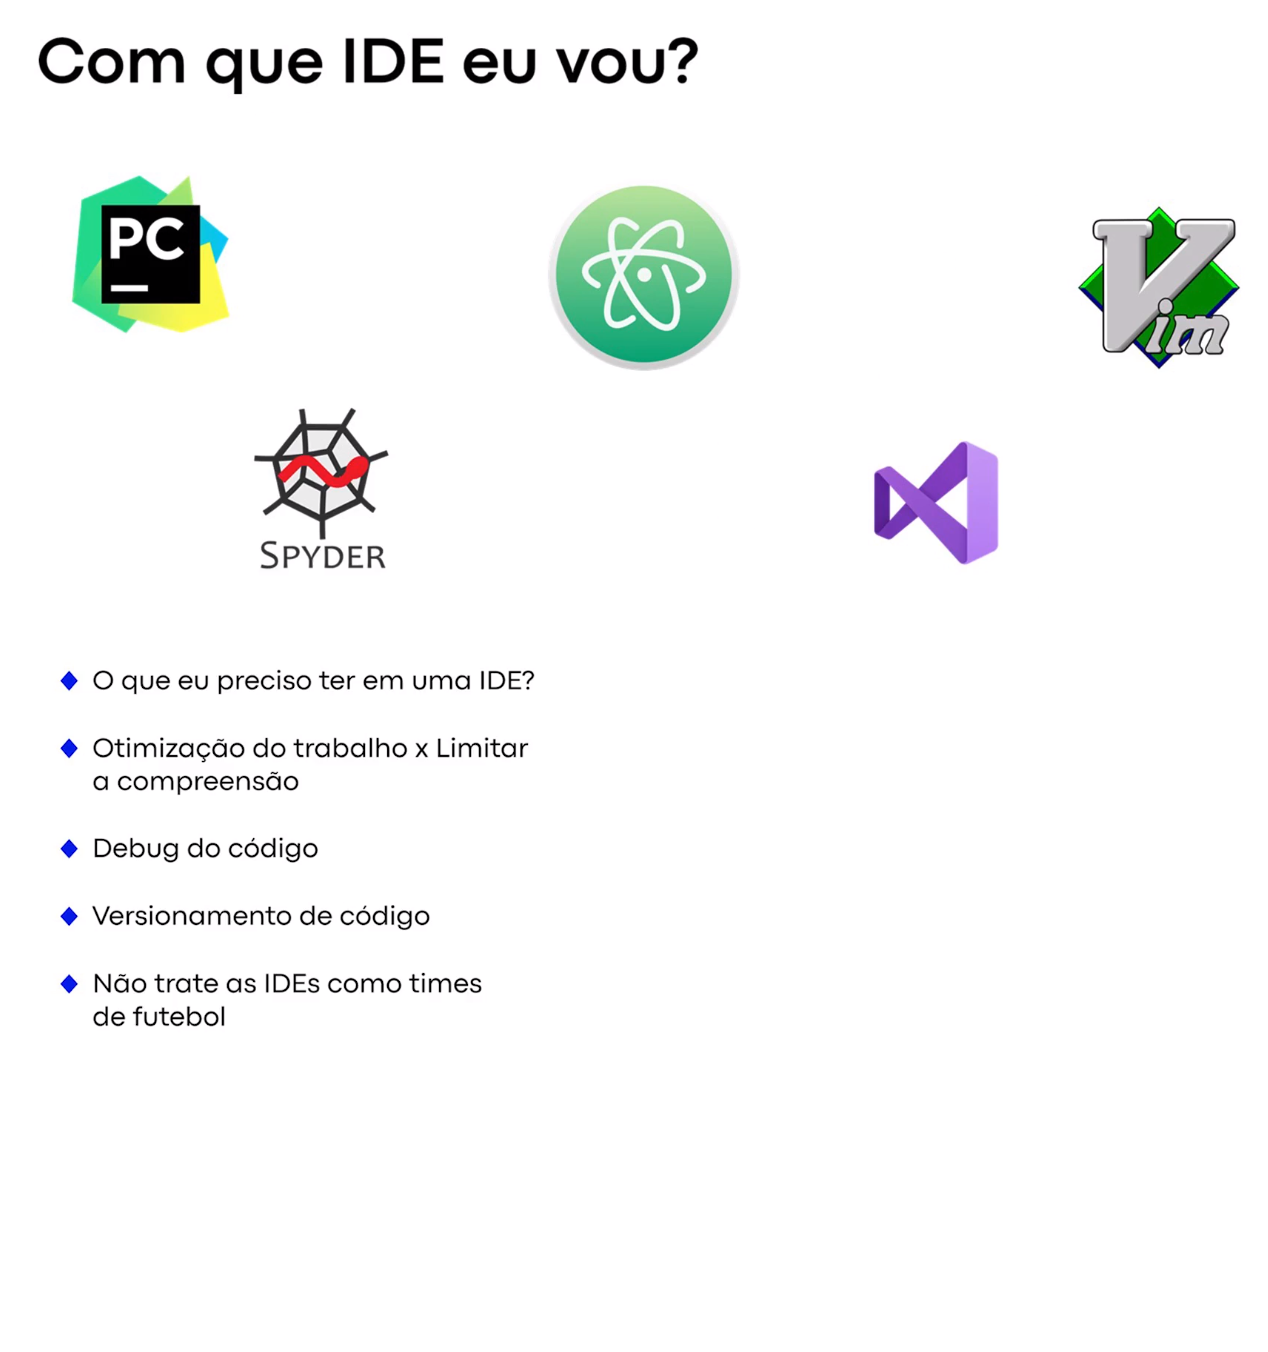 Com que IDE eu vou?
PC
Vim
SPYDER
O que eu preciso ter em uma IDE?
Otimização do trabalho x Limitar
a compreensão
Debug do código
Versionamento de código
Não trate as IDEs como times
de futebol